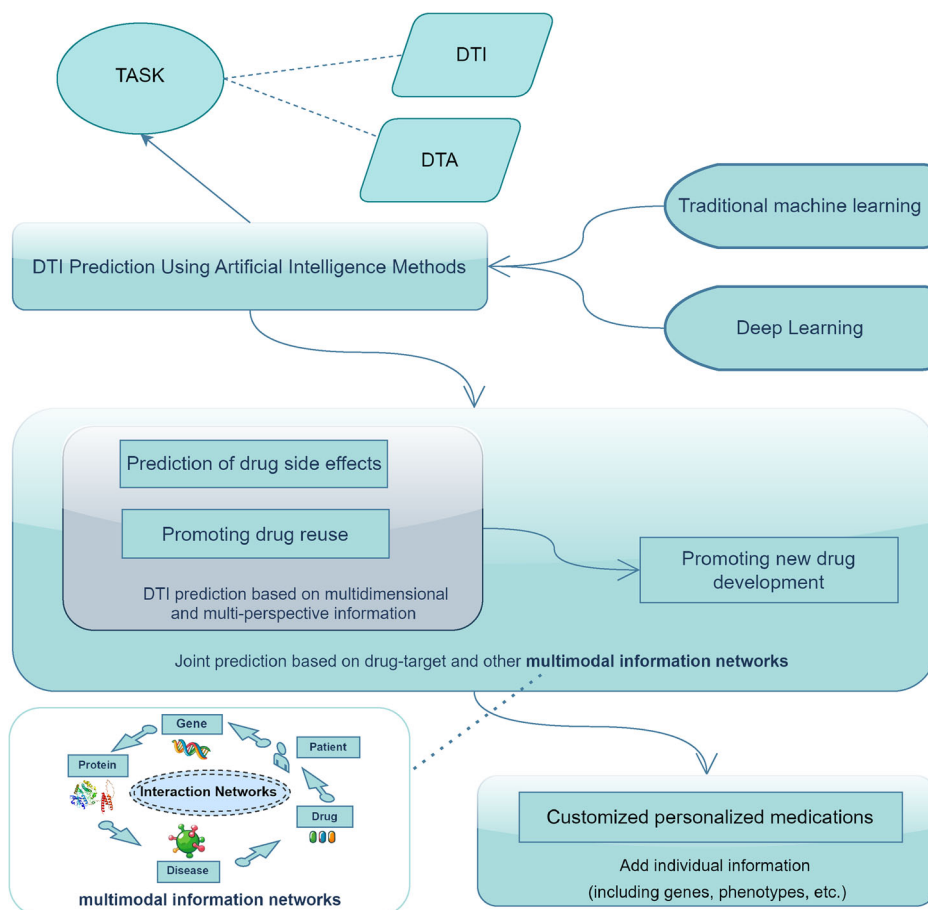 TASK
DTI
DTA
Traditional machine learning
DTI Prediction Using Artificial Intelligence Methods
Deep Learning
Prediction of drug side effects
Promoting drug reuse
DTI prediction based on multidimensional
and multi-perspective information
Promoting new drug
development
Joint prediction based on drug-target and other multimodal information networks
Gene
Patient
Protein
Interaction Networks
Drug
Disease
multimodal information networks
Customized personalized medications
Add individual information
(including genes, phenotypes, etc.)